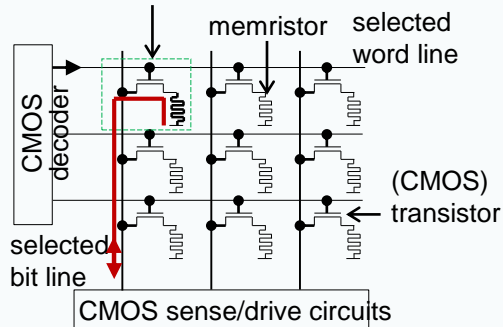 memristor
selected
word line
CMOS
decoder
(CMOS)
transistor
selected
bit line
CMOS sense/drive circuits